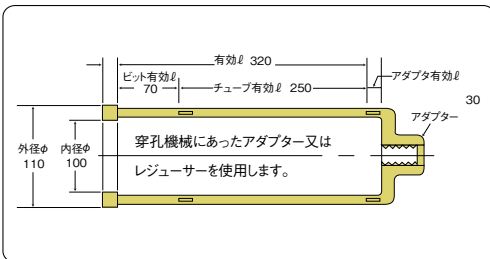 有効ℓ 320
ビット有効ℓ
70
チューブ有効ℓ 250
アダプタ有効ℓ
30
アダプター
外径φ
110
内径φ
100
穿孔機械にあったアダプター又は
レジューサーを使用します。